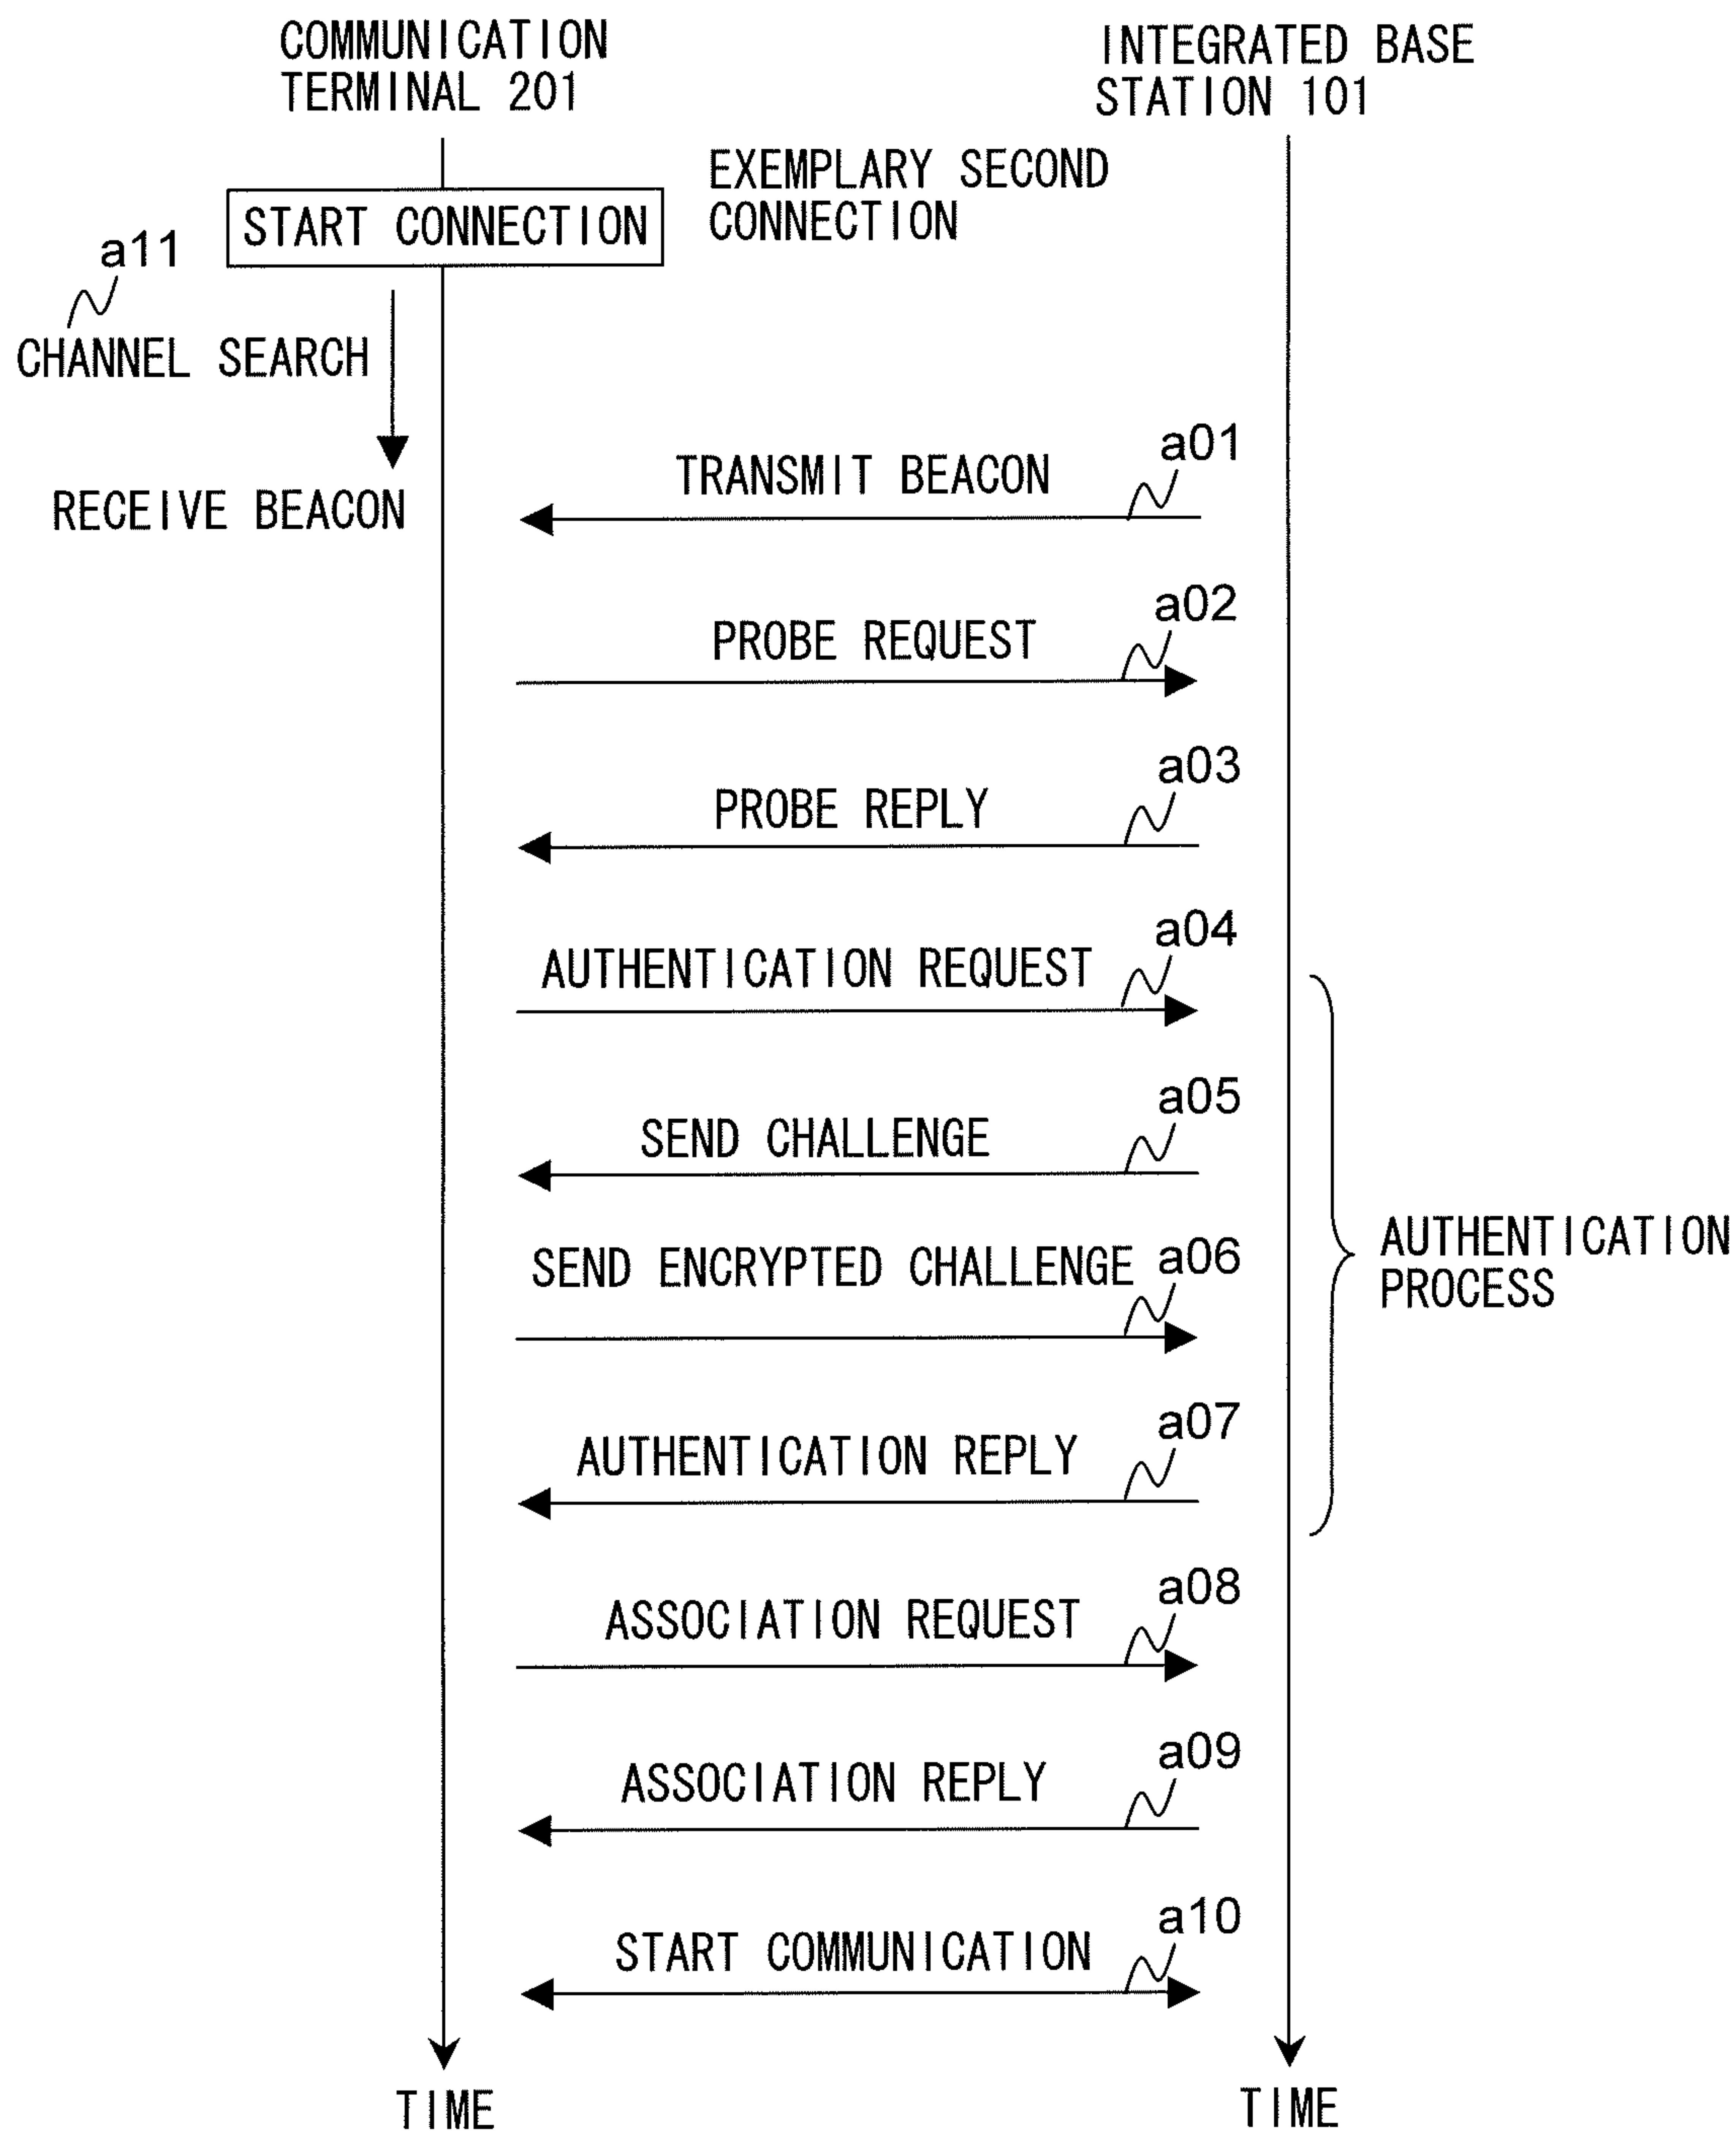 COMMUNICATION
TERMINAL 201
INTEGRATED BASE
STATION 101
EXEMPLARY SECOND
CONNECTION
START CONNECTION
a11
CHANNEL SEARCH
RECEIVE BEACON
a01
TRANSMIT BEACON
a02
PROBE REQUEST
a03
PROBE REPLY
a04
AUTHENTICATION REQUEST
a05
SEND CHALLENGE
a06
SEND ENCRYPTED CHALLENGE
AUTHENTICATION
PROCESS
a07
AUTHENTICATION REPLY
a08
ASSOCIATION REQUEST
a09
ASSOCIATION REPLY
a10
START COMMUNICATION
TIME
TIME